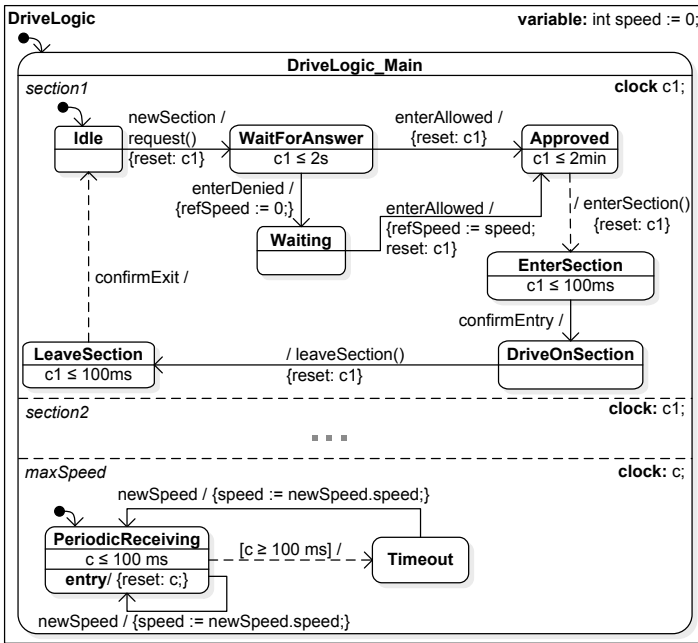 DriveLogic
variable: int speed := 0;
DriveLogic_Main
section1
clock c1;
Idle
newSection /
request()
{reset: c1}
WaitForAnswer
c1 ≤ 2s
enterAllowed /
{reset: c1}
Approved
c1 ≤ 2min
enterDenied /
{refSpeed := 0;}
Waiting
enterAllowed /
{refSpeed := speed;
reset: c1}
/ enterSection()
{reset: c1}
EnterSection
c1 ≤ 100ms
confirmExit /
confirmEntry /
LeaveSection
c1 ≤ 100ms
/ leaveSection()
{reset: c1}
DriveOnSection
section2
clock: c1;
maxSpeed
clock: c;
newSpeed / {speed := newSpeed.speed;}
PeriodicReceiving
c ≤ 100 ms
entry/ {reset: c;}
[c ≥ 100 ms] /
Timeout
newSpeed / {speed := newSpeed.speed;}